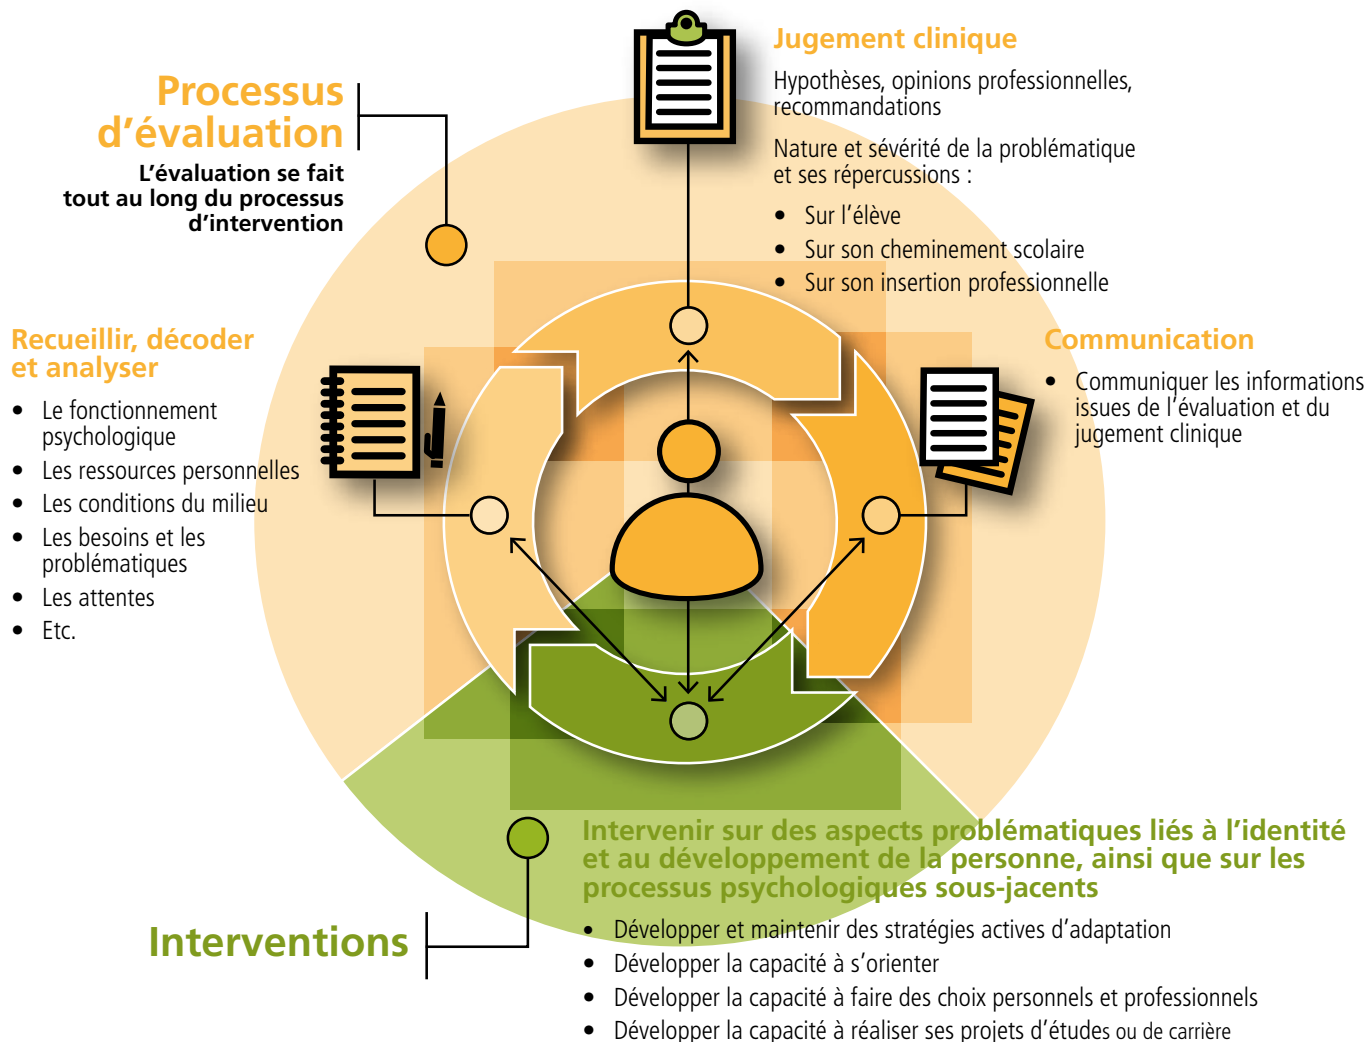 Processus
d’évaluation
L’évaluation se fait
tout au long du processus
d’intervention
Jugement clinique
Hypothèses, opinions professionnelles,
recommandations
Nature et sévérité de la problématique
et ses répercussions :
• Sur l’élève
• Sur son cheminement scolaire
• Sur son insertion professionnelle
Recueillir, décoder
et analyser
• Le fonctionnement
psychologique
• Les ressources personnelles
• Les conditions du milieu
• Les besoins et les
problématiques
• Les attentes
• Etc.
Communication
• Communiquer les informations
issues de l’évaluation et du
jugement clinique
Interventions
Intervenir sur des aspects problématiques liés à l’identité
et au développement de la personne, ainsi que sur les
processus psychologiques sous-jacents
• Développer et maintenir des stratégies actives d’adaptation
• Développer la capacité à s’orienter
• Développer la capacité à faire des choix personnels et professionnels
• Développer la capacité à réaliser ses projets d’études ou de carrière